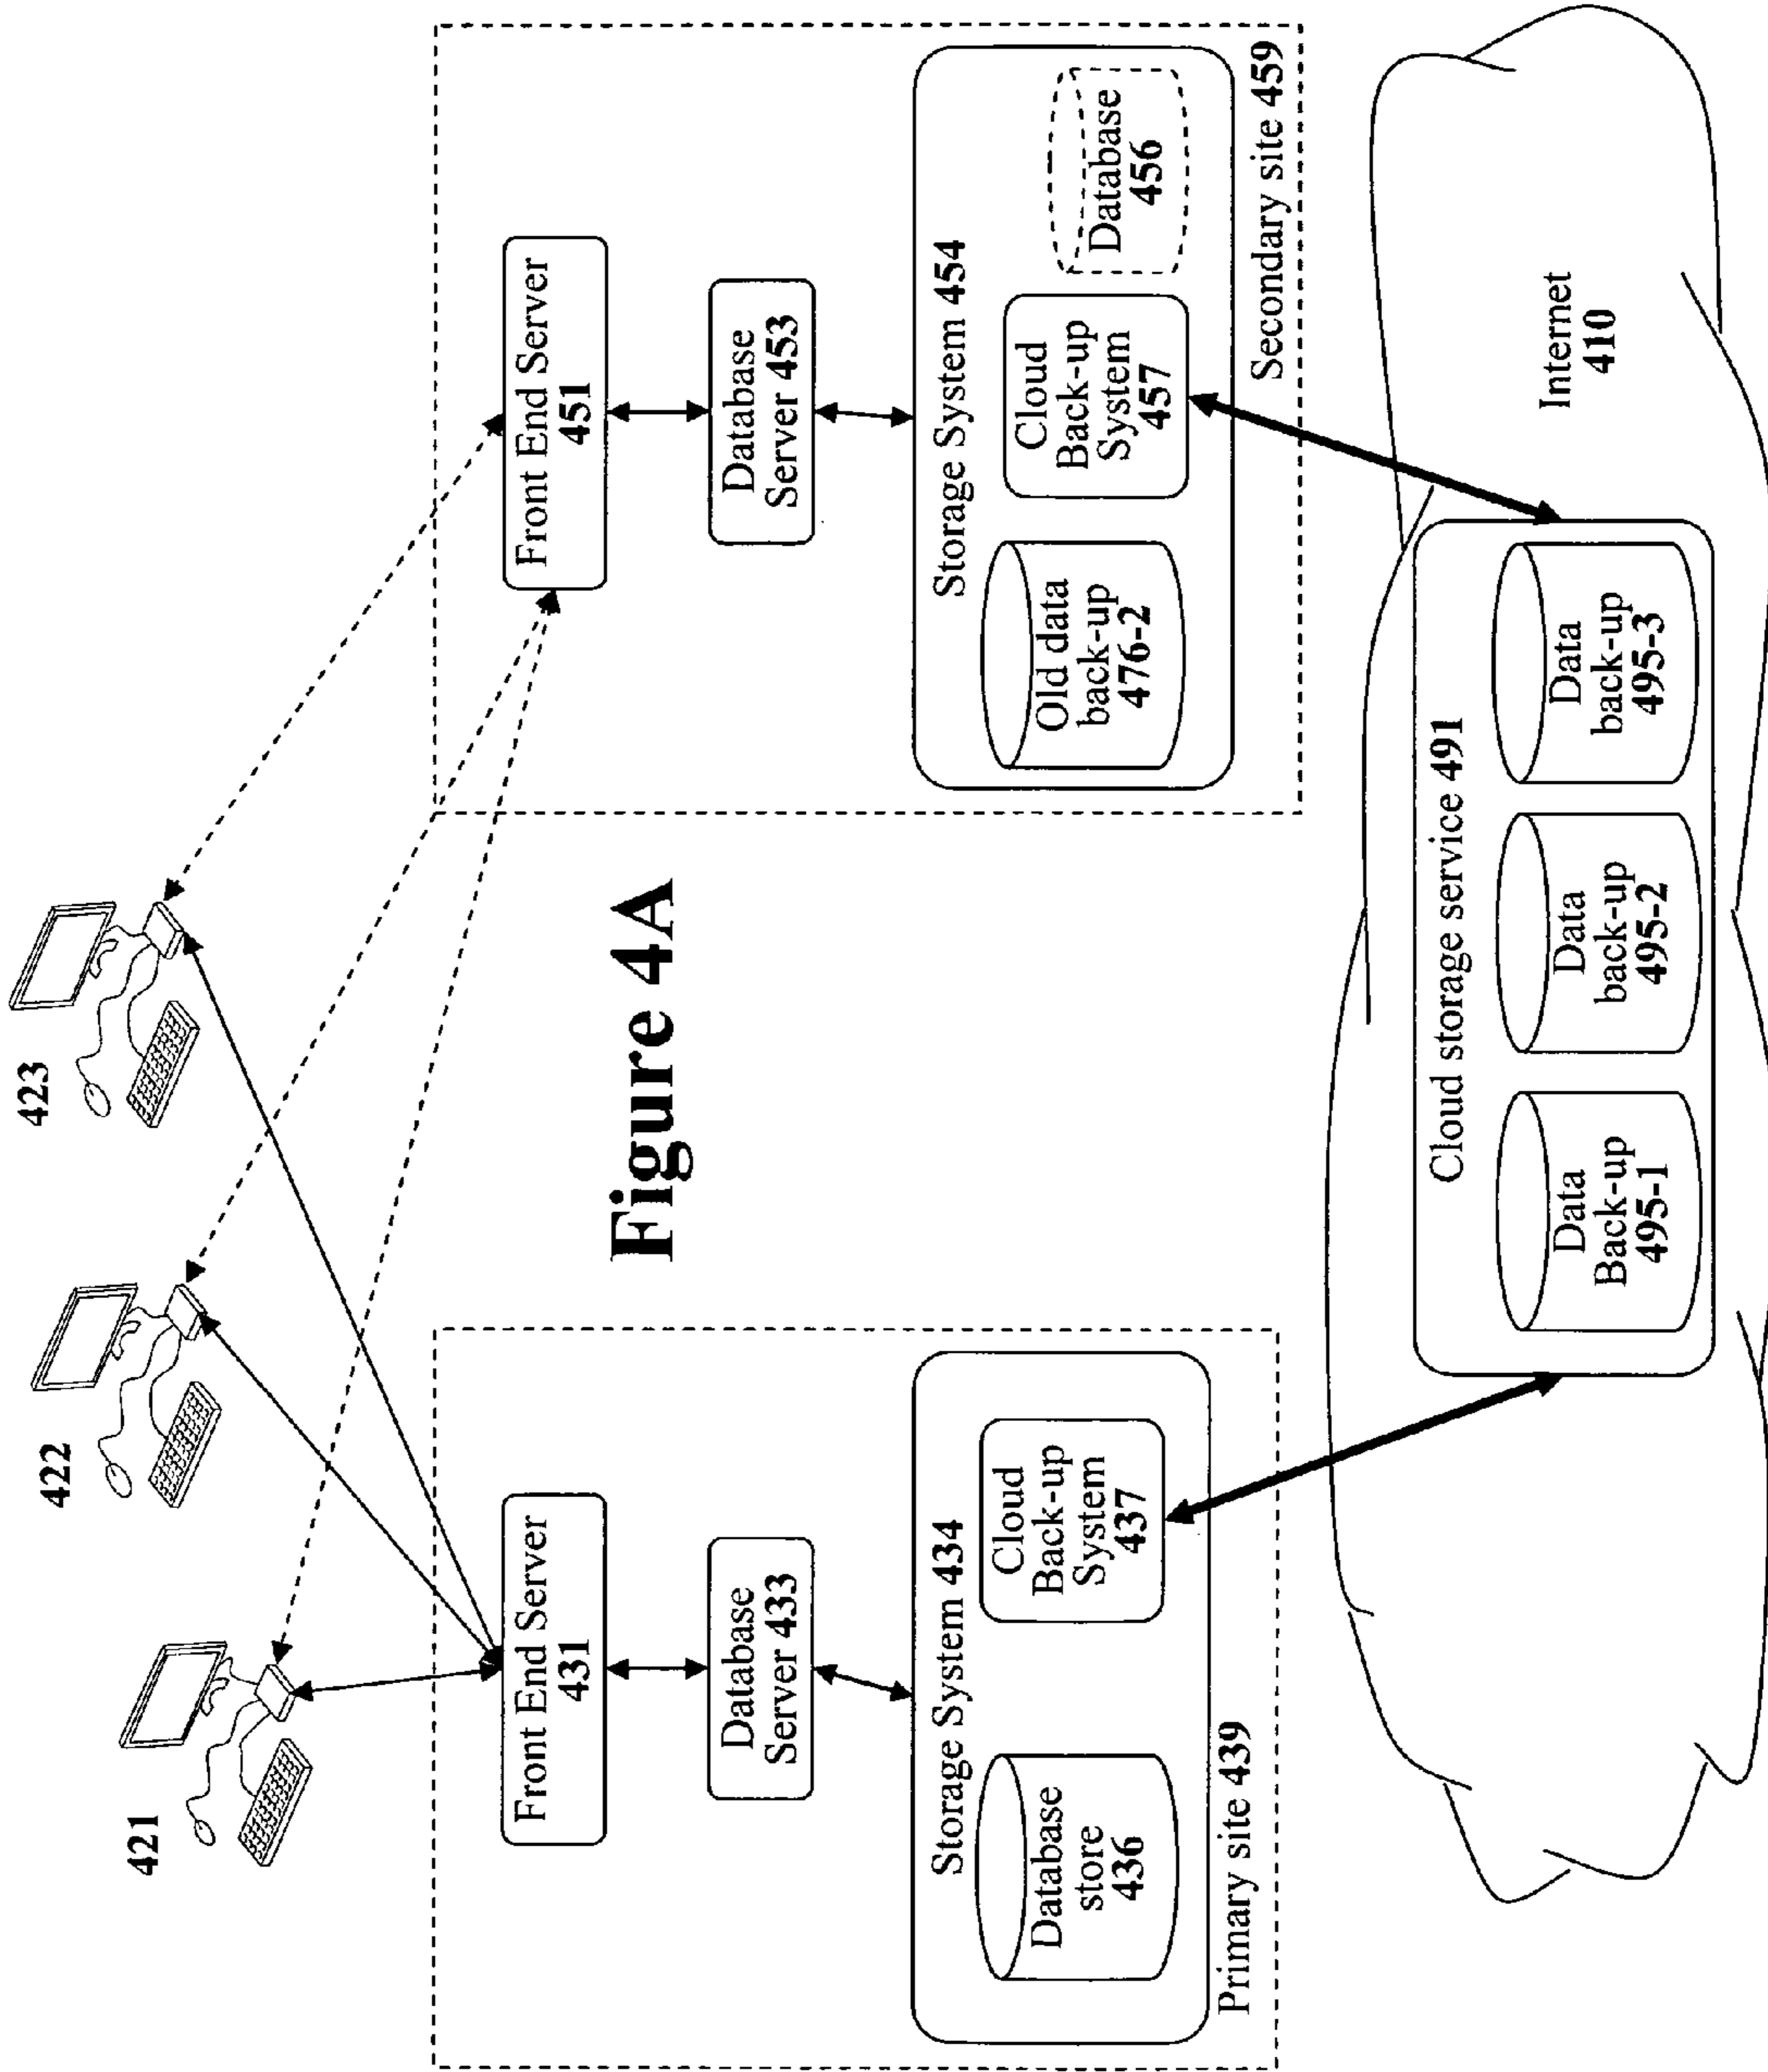 421
422
423
Front End Server
431
Database
Server 433
Storage System 434
Database
store
436
Cloud
Back-up
System
437
Primary site 439
Figure 4A
Front End Server
451
Database
Server 453
Storage System 454
Old data
back-up
476-2
Cloud
Back-up
System
457
Database
456
Secondary site 459
Cloud storage service 491
Data
Back-up
495-1
Data
back-up
495-2
Data
back-up
495-3
Internet
410